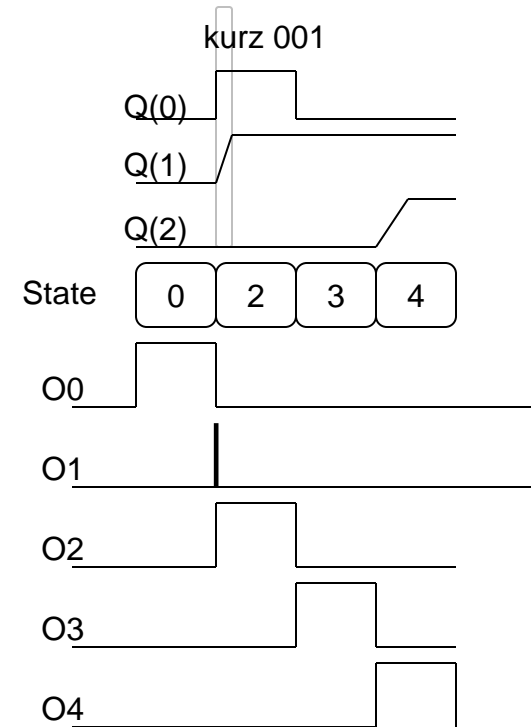 kurz 001
Q(0)
Q(1)
Q(2)
State 0 2 3 4
O0
O1
O2
O3
O4